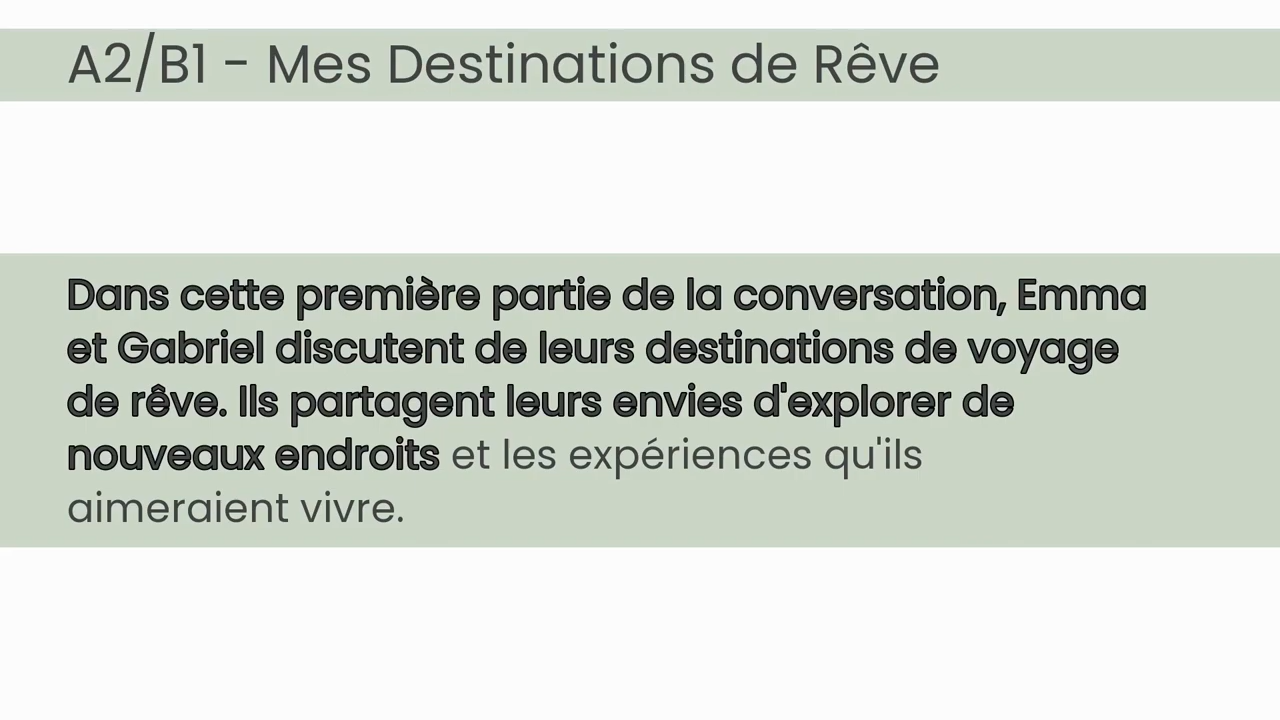 A2/B1 - Mes Destinations de Rêve
Dans cette première partie de la conversation, Emma
et Gabriel discutent de leurs destinations de voyage
de rêve. Ils partagent leurs envies d'explorer de
nouveaux endroits et les expériences qu'ils
aimeraient vivre.